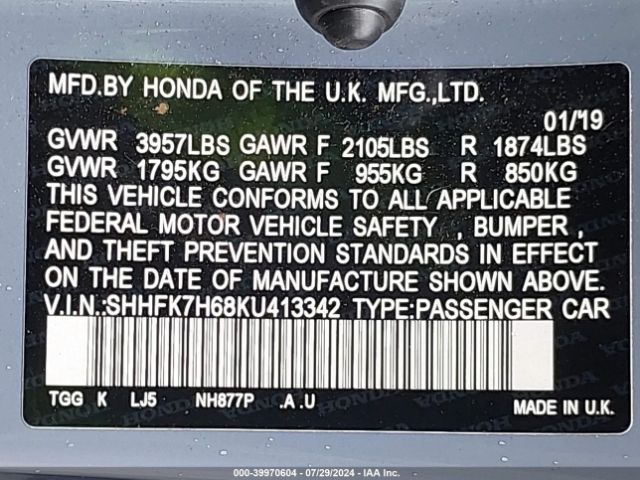 MFD.BY HONDA OF THE U.K. MFG.,LTD.
01/19
GVWR 3957LBS GAWR F 2105LBS R 1874LBS
GVWR 1795KG GAWR F 955KG R 850KG
THIS VEHICLE CONFORMS TO ALL APPLICABLE
FEDERAL MOTOR VEHICLE SAFETY , BUMPER ,
AND THEFT PREVENTION STANDARDS IN EFFECT
ON THE DATE OF MANUFACTURE SHOWN ABOVE.
V.I.N.:SHHFK7H68KU413342 TYPE:PASSENGER CAR
TGG K LJ5 NH877P .A .U
MADE IN U.K.
000-39970604 - 07/29/2024 - IAA Inc.